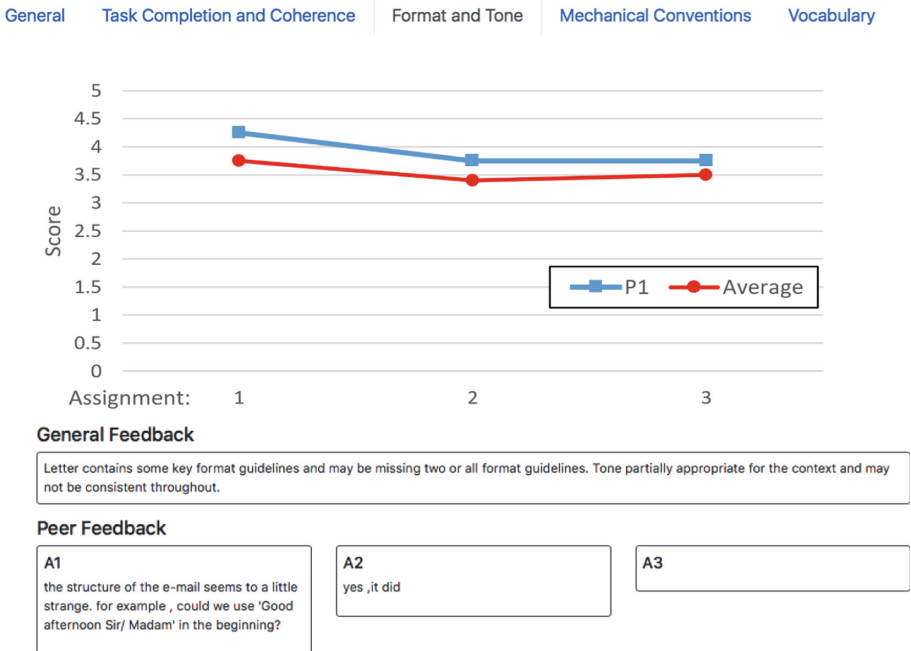 General Task Completion and Coherence Format and Tone Mechanical Conventions Vocabulary
5
4.5
4
3.5
3
2.5
2
1.5
1
0.5
0
Score
P1 Average
Assignment: 1 2 3
General Feedback
Letter contains some key format guidelines and may be missing two or all format guidelines. Tone partially appropriate for the context and may
not be consistent throughout.
Peer Feedback
A1
the structure of the e-mail seems to a little
strange. for example , could we use 'Good
afternoon Sir/ Madam' in the beginning?
A2
yes ,it did
A3